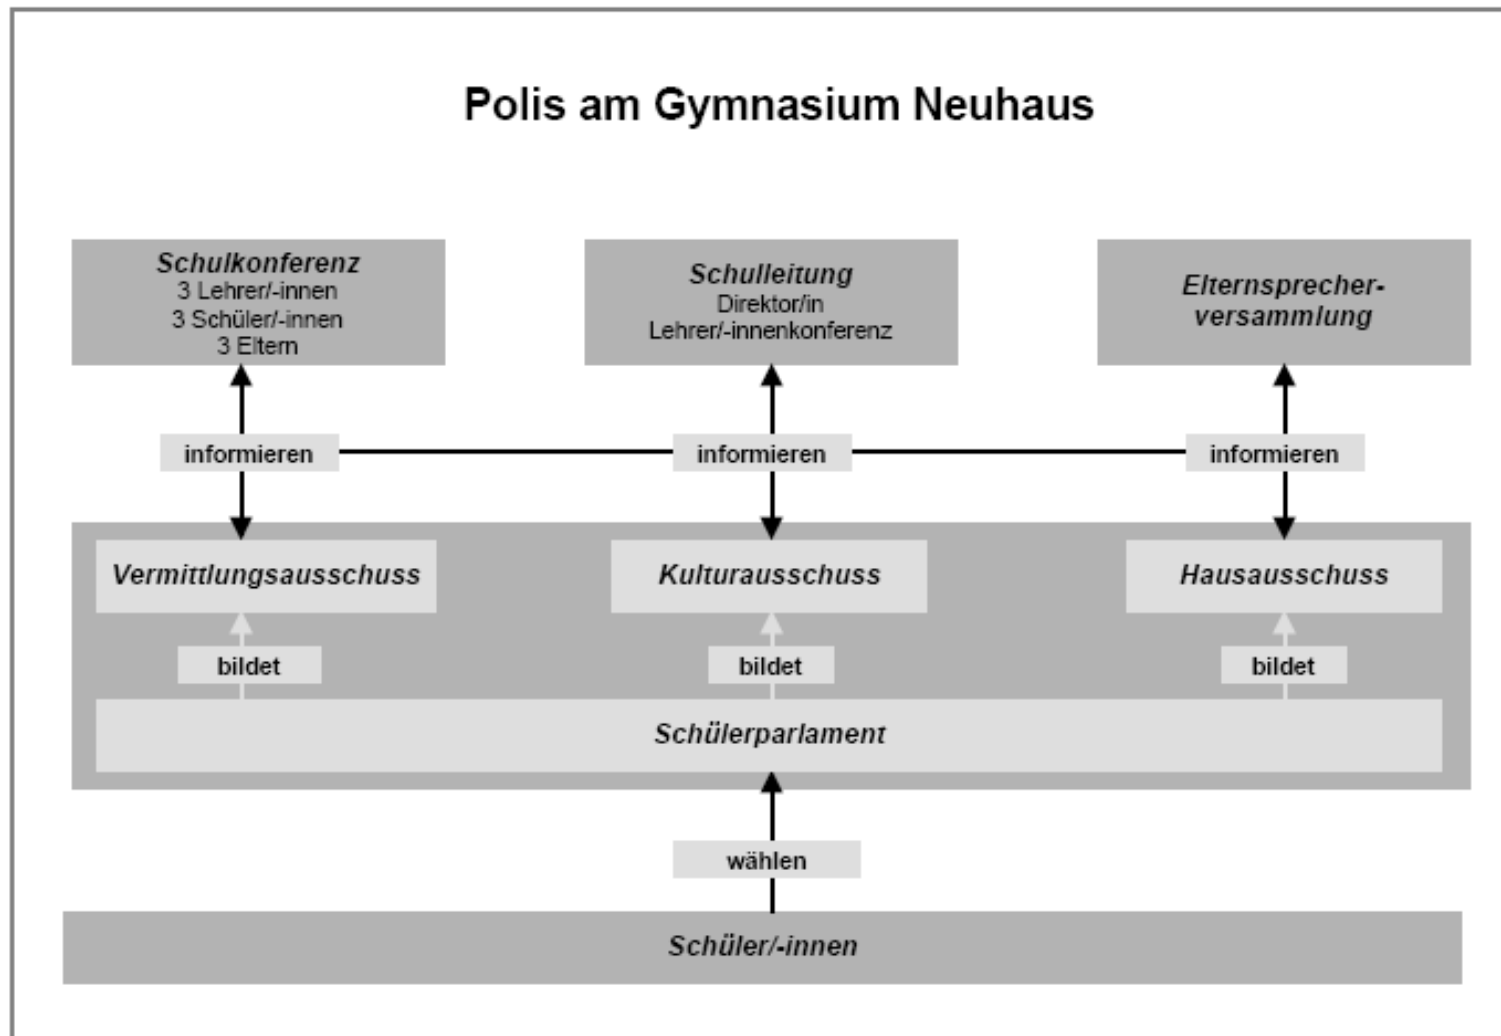 Polis am Gymnasium Neuhaus
Schulkonferenz
3 Lehrer/-innen
3 Schüler/-innen
3 Eltern
Schulleitung
Direktor/in
Lehrer/-innenkonferenz
Elternsprecher-
versammlung
informieren
informieren
informieren
Vermittlungsausschuss
Kulturausschuss
Hausausschuss
bildet
bildet
bildet
Schülerparlament
wählen
Schüler/-innen